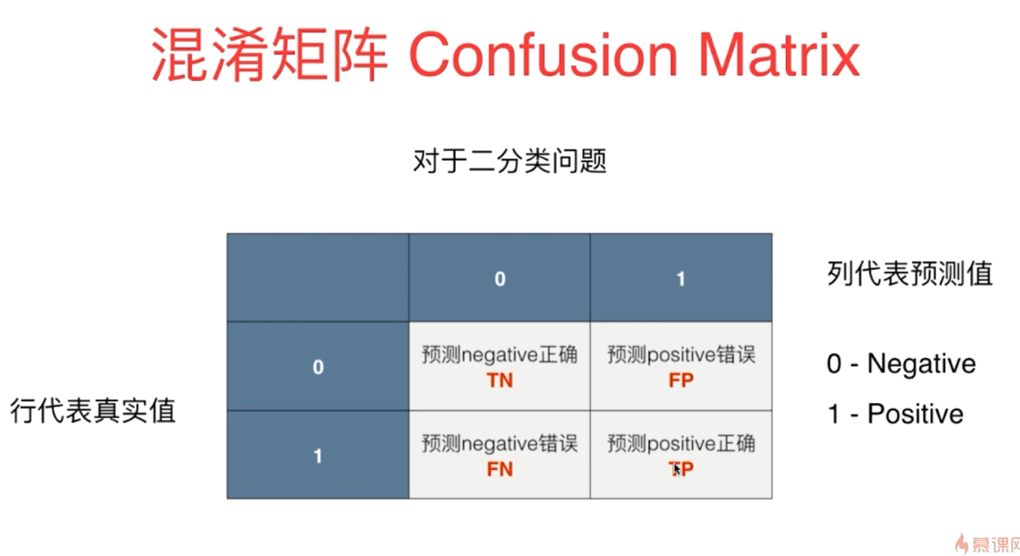 混淆矩阵 Confusion Matrix
对于二分类问题
0
1
列代表预测值
0
预测negative正确
TN
预测positive错误
FP
0 - Negative
1 - Positive
行代表真实值
1
预测negative错误
FN
预测positive正确
TP
慕课网